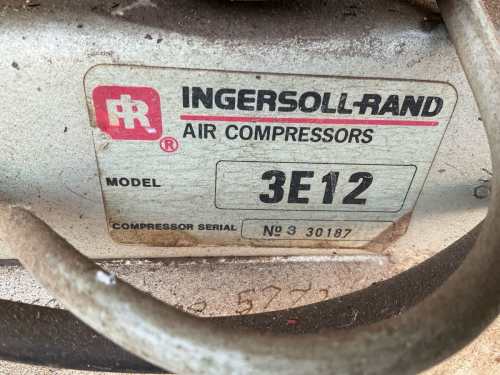 IR INGERSOLL-RAND
® AIR COMPRESSORS
MODEL 3E12
COMPRESSOR SERIAL Nº 3 30187